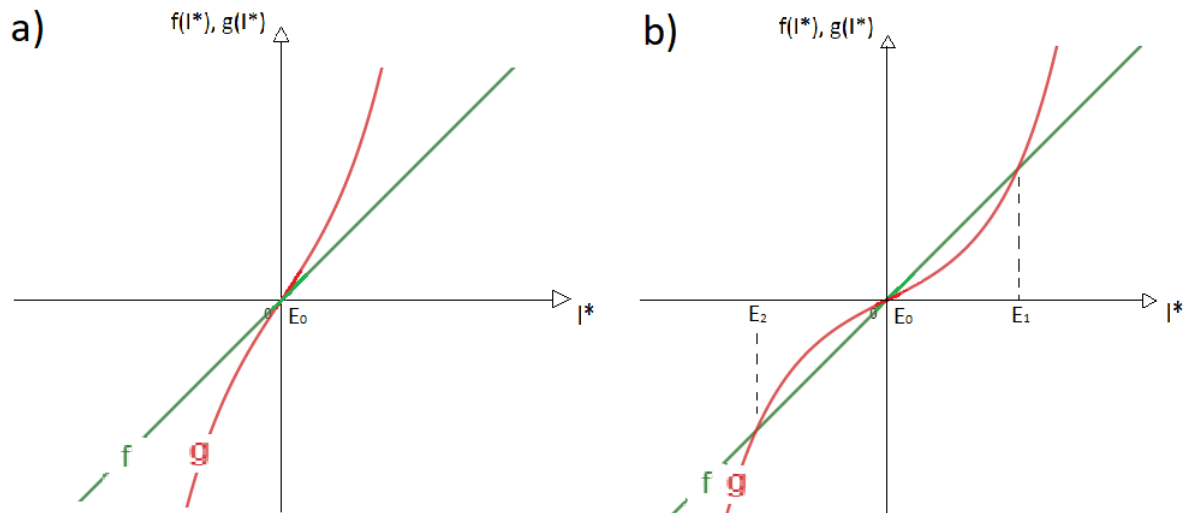 a)
f(I*), g(I*)
0
E₀
I*
f
g
b)
f(I*), g(I*)
E₂
0
E₀
E₁
I*
f
g